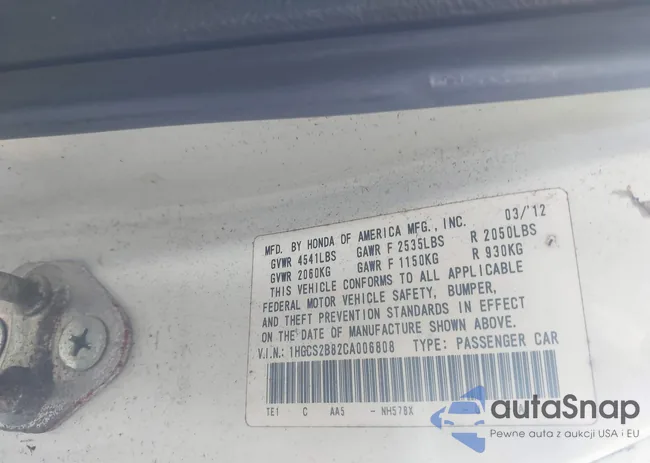 03/'12
MFD. BY HONDA OF AMERICA MFG., INC.
GVWR 4541LBS GAWR F 2535LBS R 2050LBS
GVWR 2060KG GAWR F 1150KG R 930KG
THIS VEHICLE CONFORMS TO ALL APPLICABLE
FEDERAL MOTOR VEHICLE SAFETY, BUMPER,
AND THEFT PREVENTION STANDARDS IN EFFECT
ON THE DATE OF MANUFACTURE SHOWN ABOVE.
V.I.N.: 1HGCS2B82CA006808 TYPE: PASSENGER CAR
TE1 C AA5 - NH578X
autaSnap
Pewne auta z aukcji USA i EU